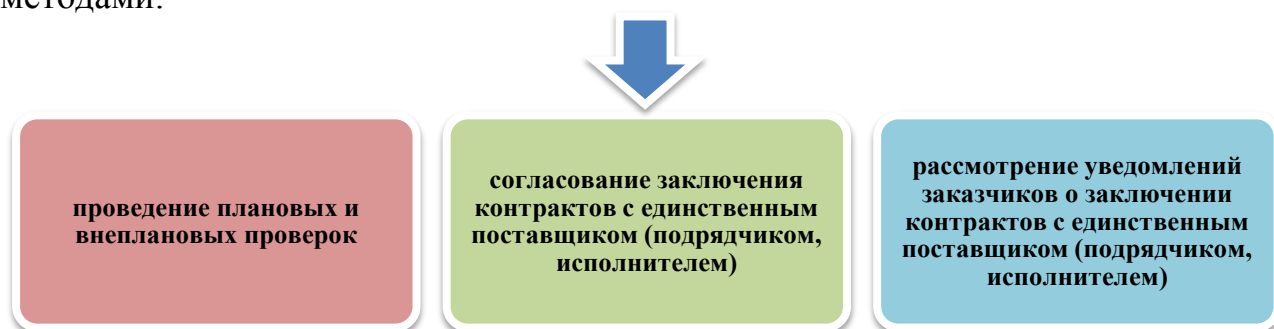 методами:
проведение плановых и
внеплановых проверок
согласование заключения
контрактов с единственным
поставщиком (подрядчиком,
исполнителем)
рассмотрение уведомлений
заказчиков о заключении
контрактов с единственным
поставщиком (подрядчиком,
исполнителем)